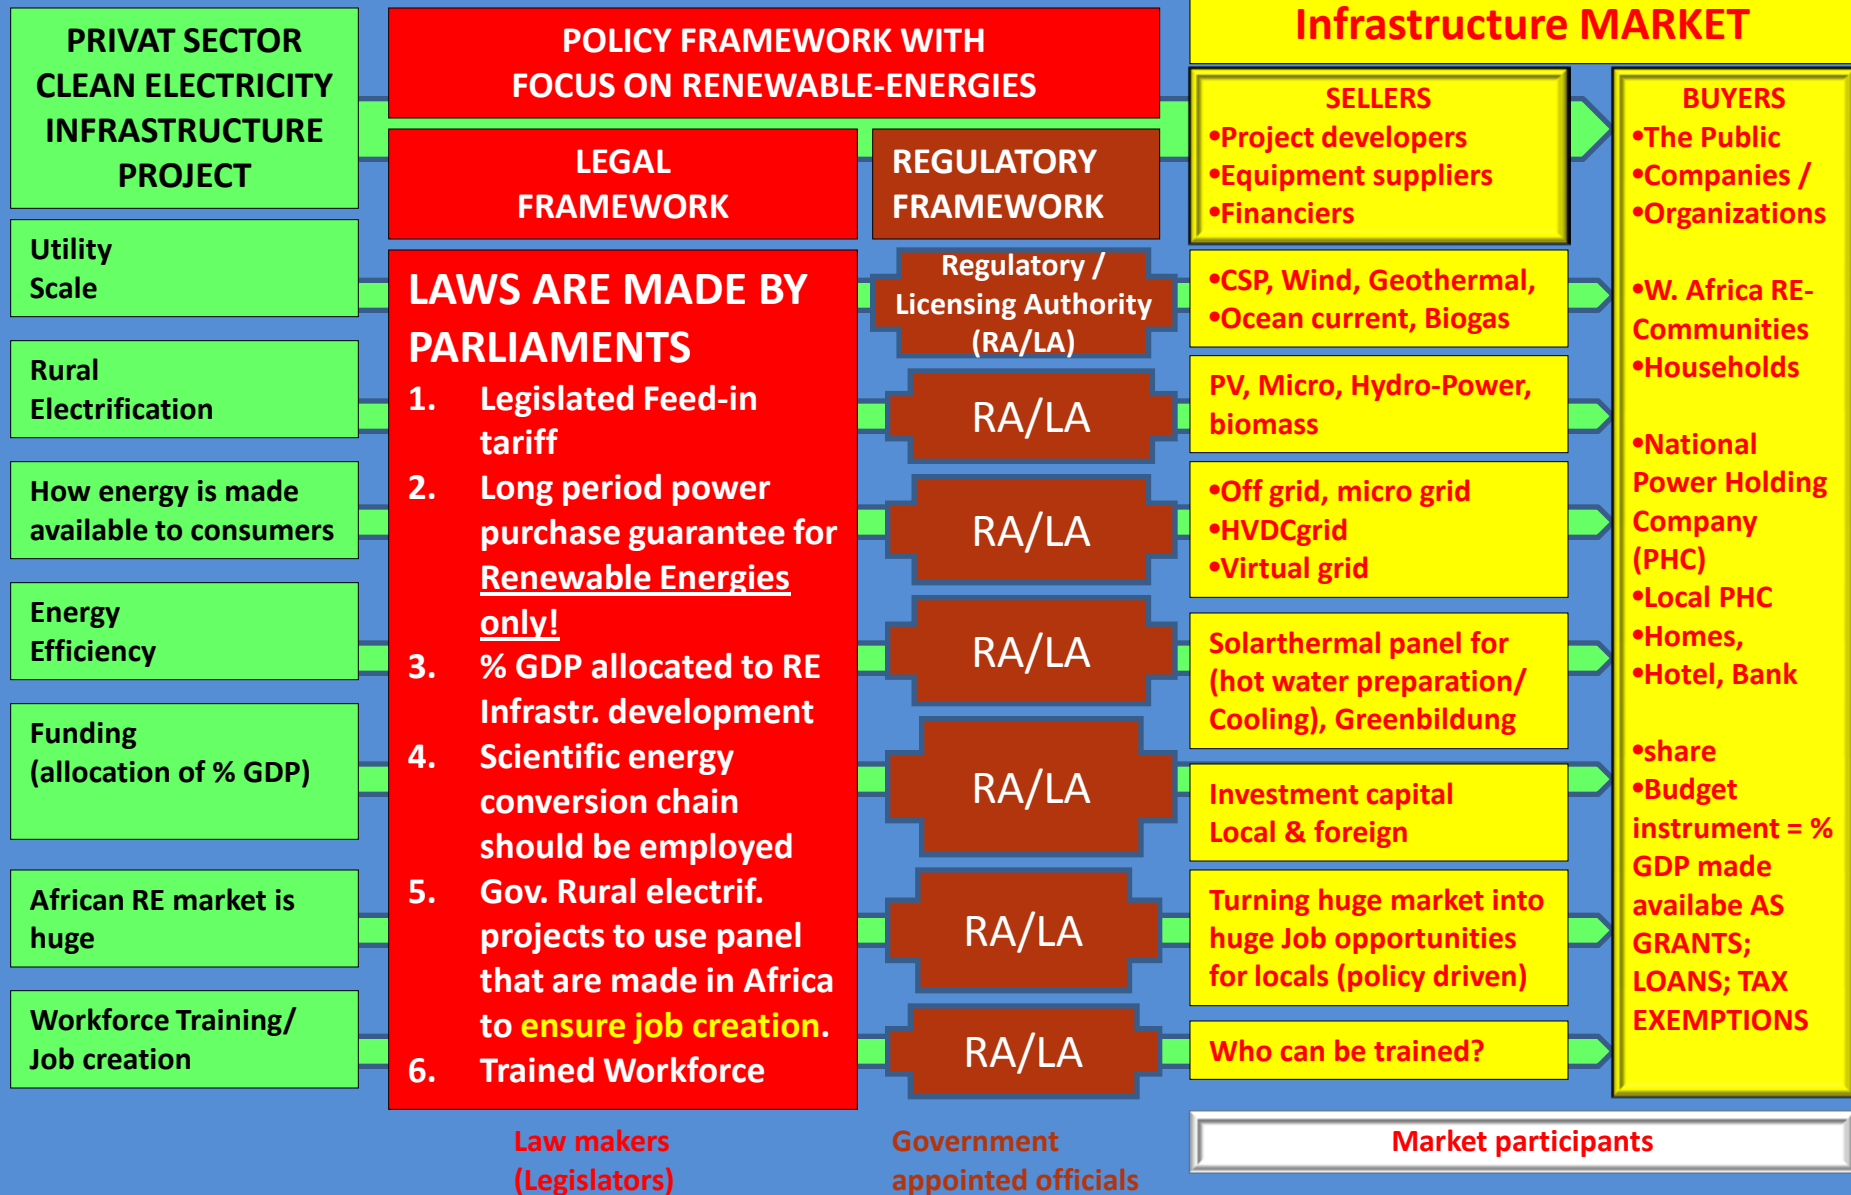 PRIVAT SECTOR
CLEAN ELECTRICITY
INFRASTRUCTURE
PROJECT
Utility
Scale
Rural
Electrification
How energy is made
available to consumers
Energy
Efficiency
Funding
(allocation of % GDP)
African RE market is
huge
Workforce Training/
Job creation
POLICY FRAMEWORK WITH
FOCUS ON RENEWABLE-ENERGIES
LEGAL
FRAMEWORK
LAWS ARE MADE BY
PARLIAMENTS
1. Legislated Feed-in
tariff
2. Long period power
purchase guarantee for
Renewable Energies
only!
3. % GDP allocated to RE
Infrastr. development
4. Scientific energy
conversion chain
should be employed
5. Gov. Rural electrif.
projects to use panel
that are made in Africa
to ensure job creation.
6. Trained Workforce
Law makers
(Legislators)
REGULATORY
FRAMEWORK
Regulatory /
Licensing Authority
(RA/LA)
RA/LA
RA/LA
RA/LA
RA/LA
RA/LA
RA/LA
Government
appointed officials
Infrastructure MARKET
SELLERS
•Project developers
•Equipment suppliers
•Financiers
•CSP, Wind, Geothermal,
•Ocean current, Biogas
PV, Micro, Hydro-Power,
biomass
•Off grid, micro grid
•HVDCgrid
•Virtual grid
Solarthermal panel for
(hot water preparation/
Cooling), Greenbildung
Investment capital
Local & foreign
Turning huge market into
huge Job opportunities
for locals (policy driven)
Who can be trained?
BUYERS
•The Public
•Companies /
•Organizations
•W. Africa RE-
Communities
•Households
•National
Power Holding
Company
(PHC)
•Local PHC
•Homes,
•Hotel, Bank
•share
•Budget
instrument = %
GDP made
availabe AS
GRANTS;
LOANS; TAX
EXEMPTIONS
Market participants